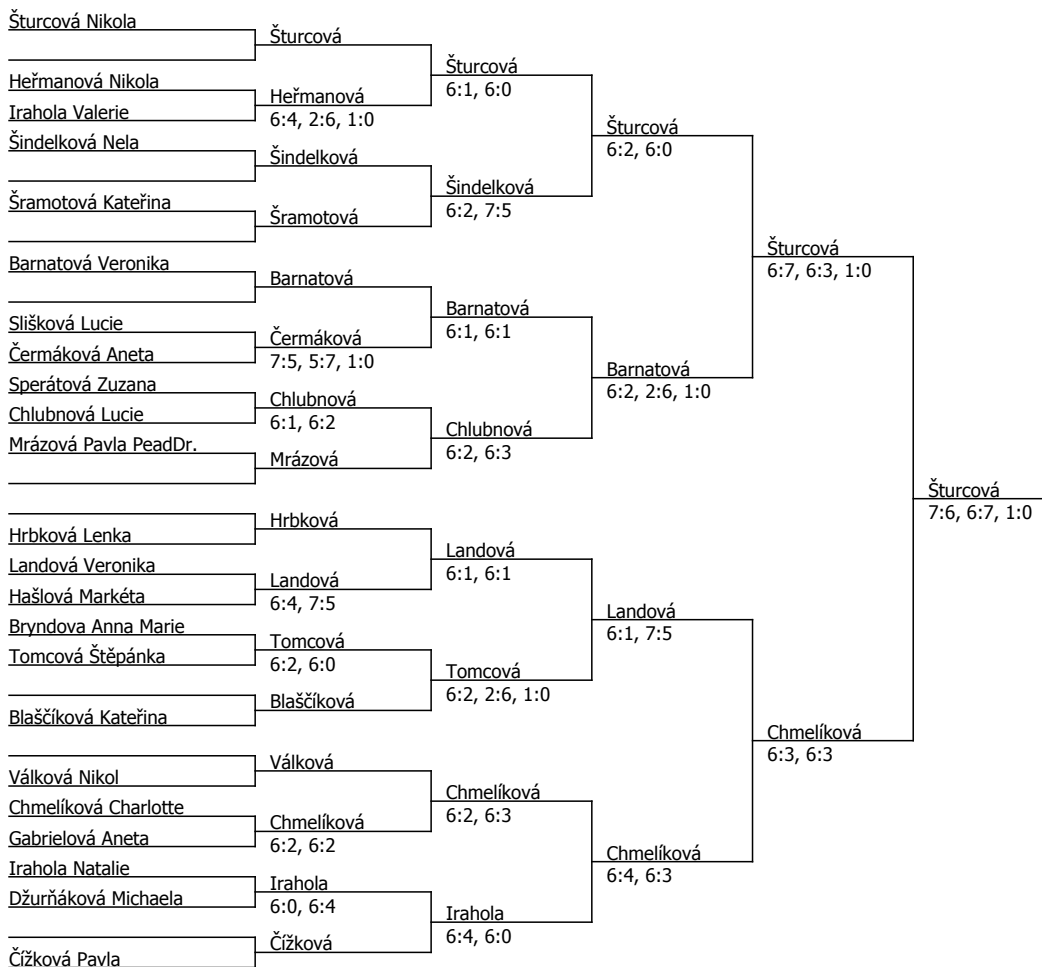 Šturcová Nikola
Heřmanová Nikola
Irahola Valerie
Šindelková Nela
Šramotová Kateřina
Barnatová Veronika
Slišková Lucie
Čermáková Aneta
Sperátová Zuzana
Chlubnová Lucie
Mrázová Pavla PeadDr.
Hrbková Lenka
Landová Veronika
Hašlová Markéta
Bryndova Anna Marie
Tomcová Štěpánka
Blaščíková Kateřina
Válková Nikol
Chmelíková Charlotte
Gabrielová Aneta
Irahola Natalie
Džurňáková Michaela
Čížková Pavla
Šturcová
Heřmanová
6:4, 2:6, 1:0
Šindelková
Šramotová
Barnatová
Čermáková
7:5, 5:7, 1:0
Chlubnová
6:1, 6:2
Mrázová
Hrbková
Landová
6:4, 7:5
Tomcová
6:2, 6:0
Blaščíková
Válková
Chmelíková
6:2, 6:2
Irahola
6:0, 6:4
Čížková
Šturcová
6:1, 6:0
Šindelková
6:2, 7:5
Barnatová
6:1, 6:1
Chlubnová
6:2, 6:3
Landová
6:1, 6:1
Tomcová
6:2, 2:6, 1:0
Chmelíková
6:2, 6:3
Irahola
6:4, 6:0
Šturcová
6:2, 6:0
Barnatová
6:2, 2:6, 1:0
Landová
6:1, 7:5
Chmelíková
6:4, 6:3
Šturcová
6:7, 6:3, 1:0
Chmelíková
6:3, 6:3
Šturcová
7:6, 6:7, 1:0